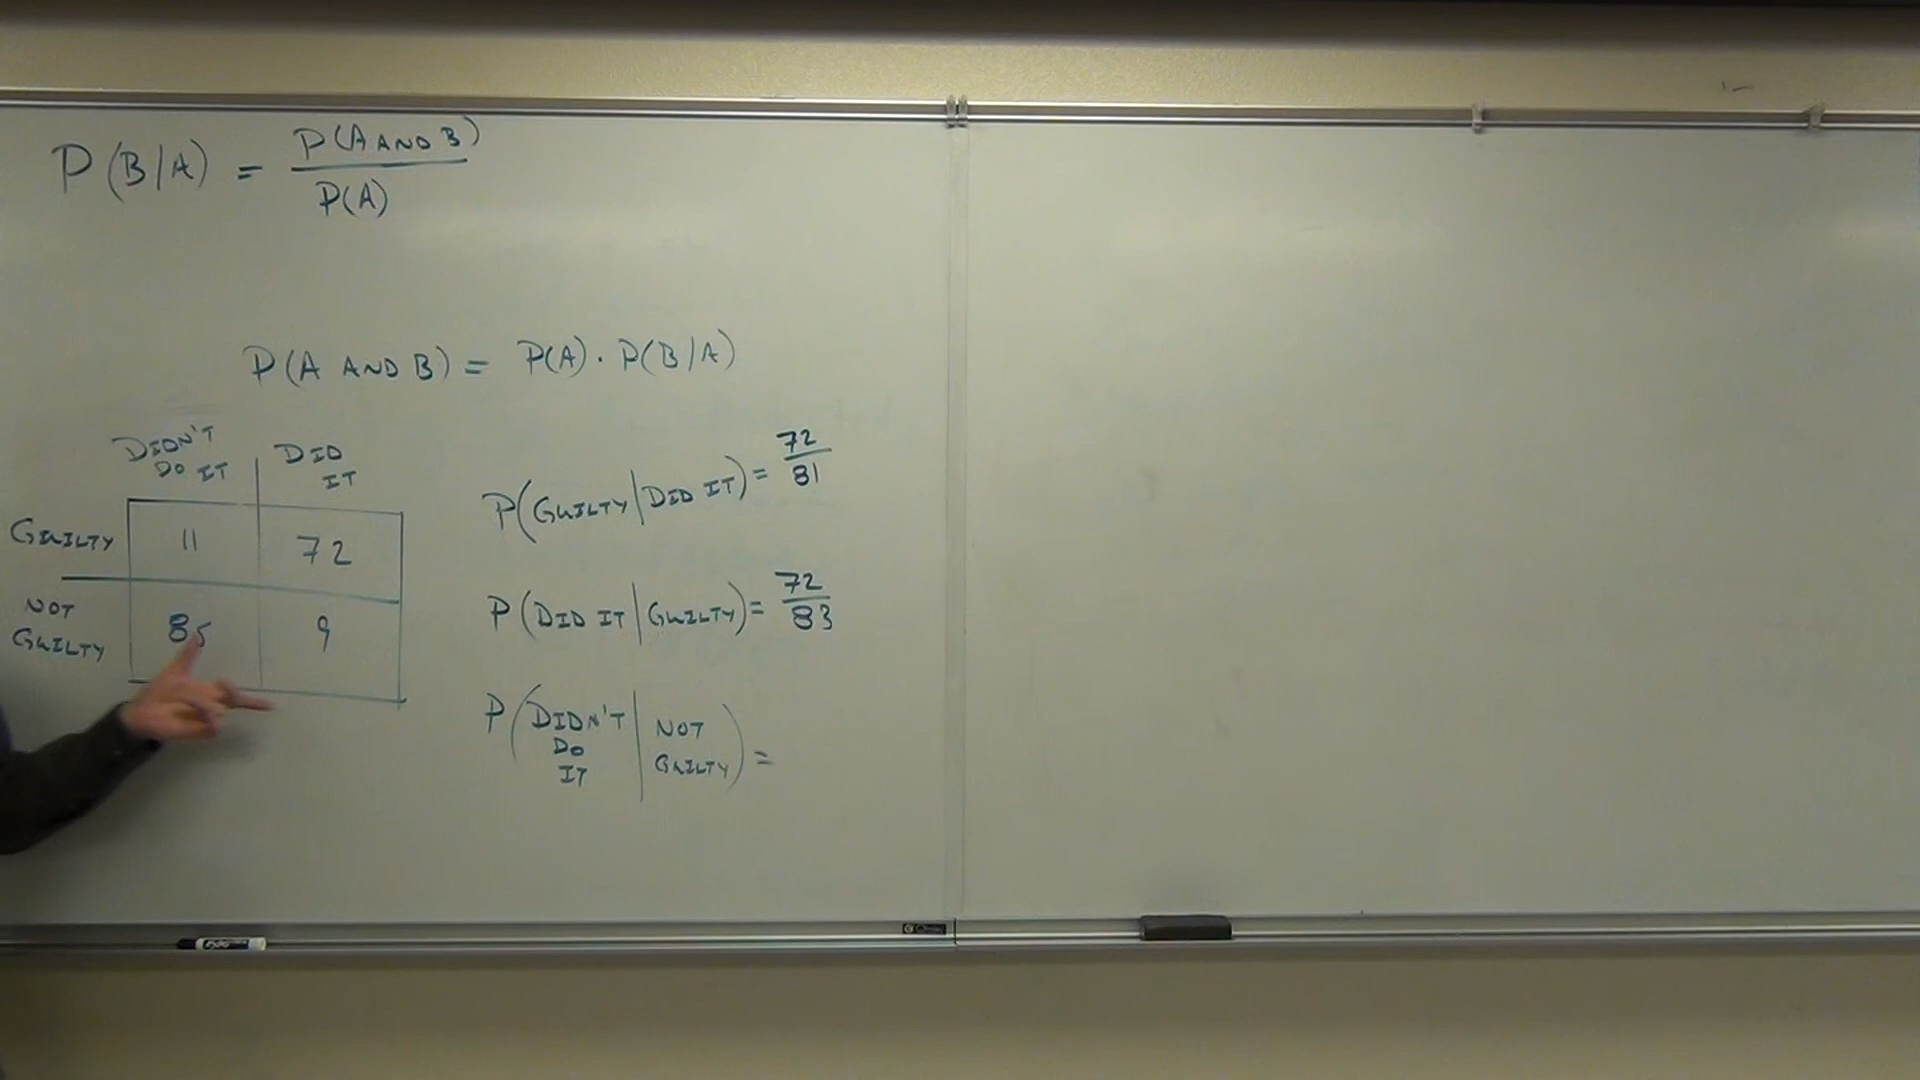 P(B|A) = P(A AND B)
P(A)
P(A AND B) = P(A) · P(B|A)
DIDN'T
DO IT
DID
IT
GUILTY 11 72
NOT
GUILTY 85 9
P(GUILTY|DID IT) = 72
81
P(DID IT|GUILTY) = 72
83
P(DIDN'T DO IT|NOT GUILTY) =
EXPO